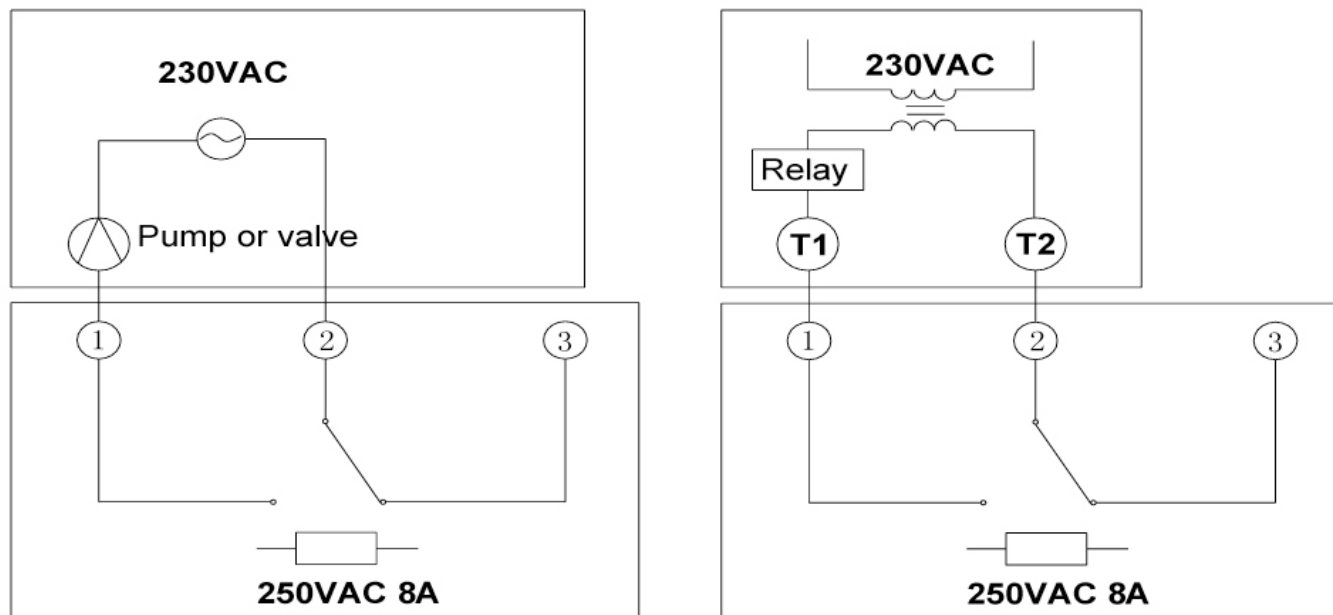 230VAC
Pump or valve
1 2 3
250VAC 8A
230VAC
Relay
T1 T2
1 2 3
250VAC 8A